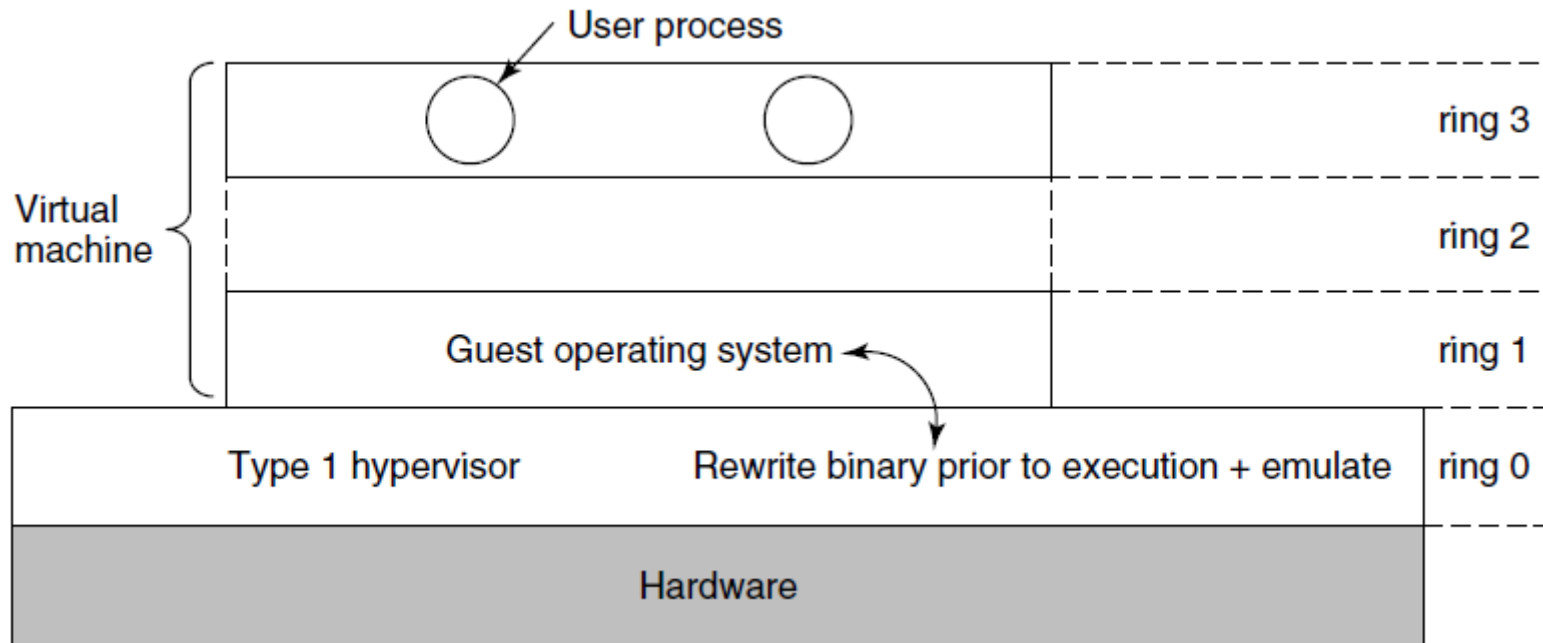 User process
ring 3
Virtual
machine
ring 2
Guest operating system
ring 1
Type 1 hypervisor
Rewrite binary prior to execution + emulate
ring 0
Hardware